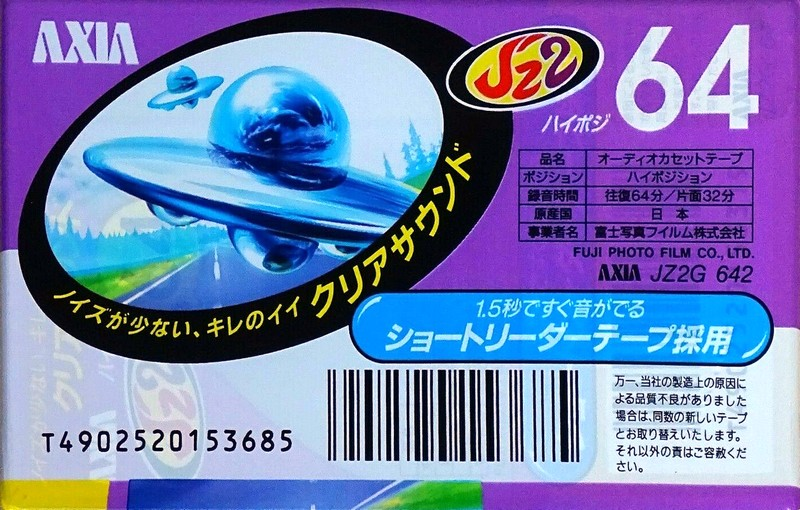 AXIA
J'z2
64
ハイポジ
品名 オーディオカセットテープ
ポジション ハイポジション
録音時間 往復64分/片面32分
原産国 日本
事業者名 富士写真フイルム株式会社
FUJI PHOTO FILM CO., LTD.
AXIA JZ2G 642
ノイズが少ない、キレのイイ クリアサウンド
1.5秒ですぐ音がでる
ショートリーダーテープ採用
T4902520153685
万一、当社の製造上の原因に
よる品質不良がありました
場合は、同数の新しいテープ
とお取り替えいたします。
それ以外の責はご容赦くだ
さい。